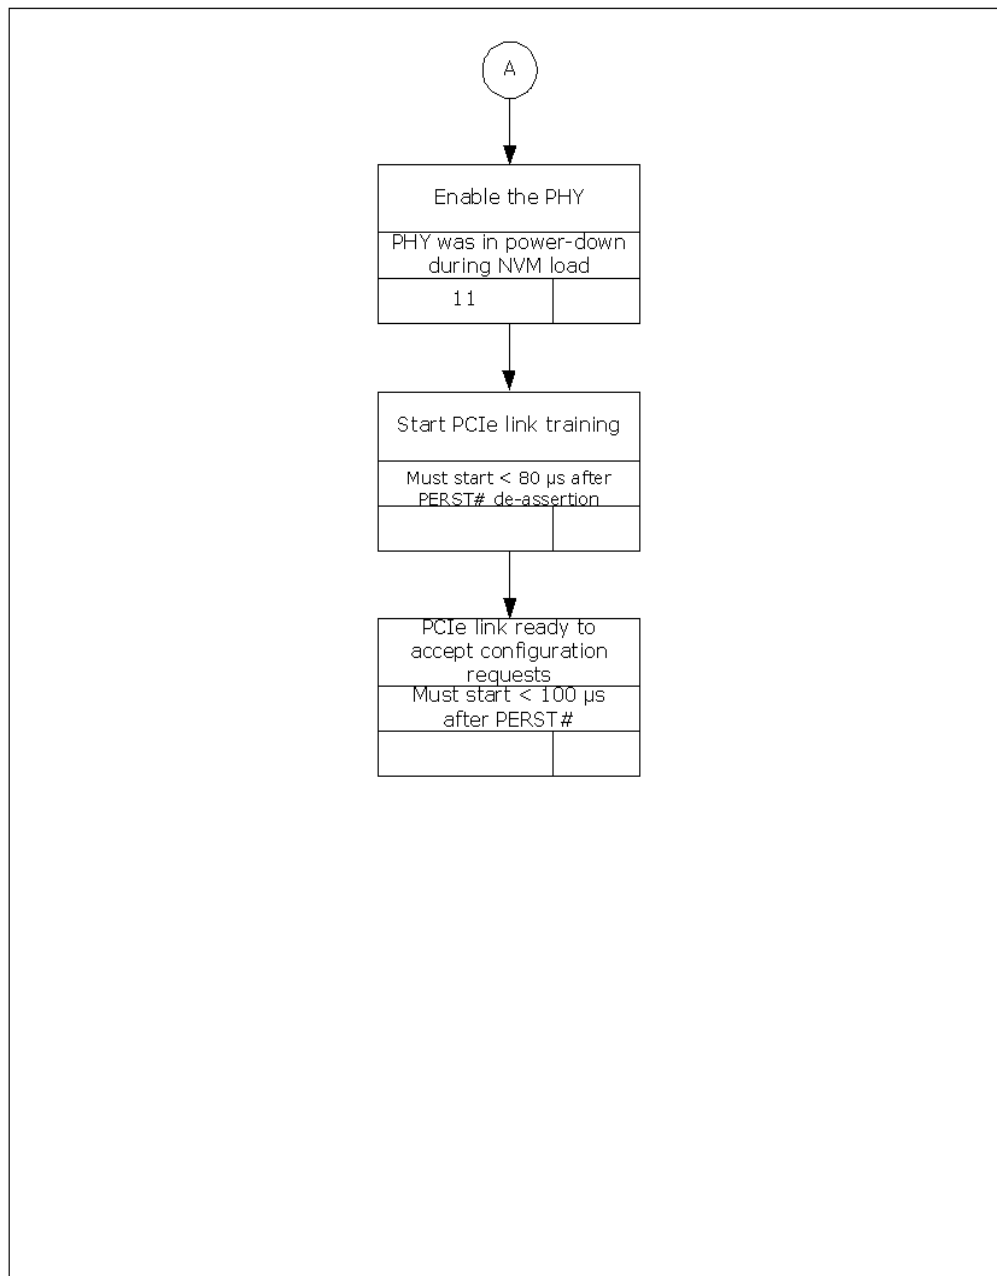 A
Enable the PHY
PHY was in power-down
during NVM load
11
Start PCIe link training
Must start < 80 µs after
PERST# de-assertion
PCIe link ready to
accept configuration
requests
Must start < 100 µs
after PERST#